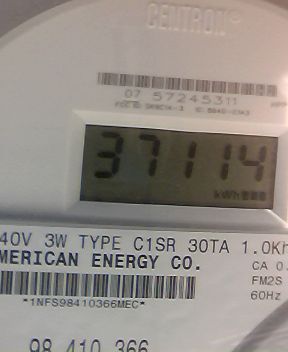 CENTRON®
07 57245311
37114
kWh
40V 3W TYPE C1SR 30TA 1.0Kh
MERICAN ENERGY CO.
CA 0.
FM2S
*1NFS98410366MEC*
60Hz
98 410 366